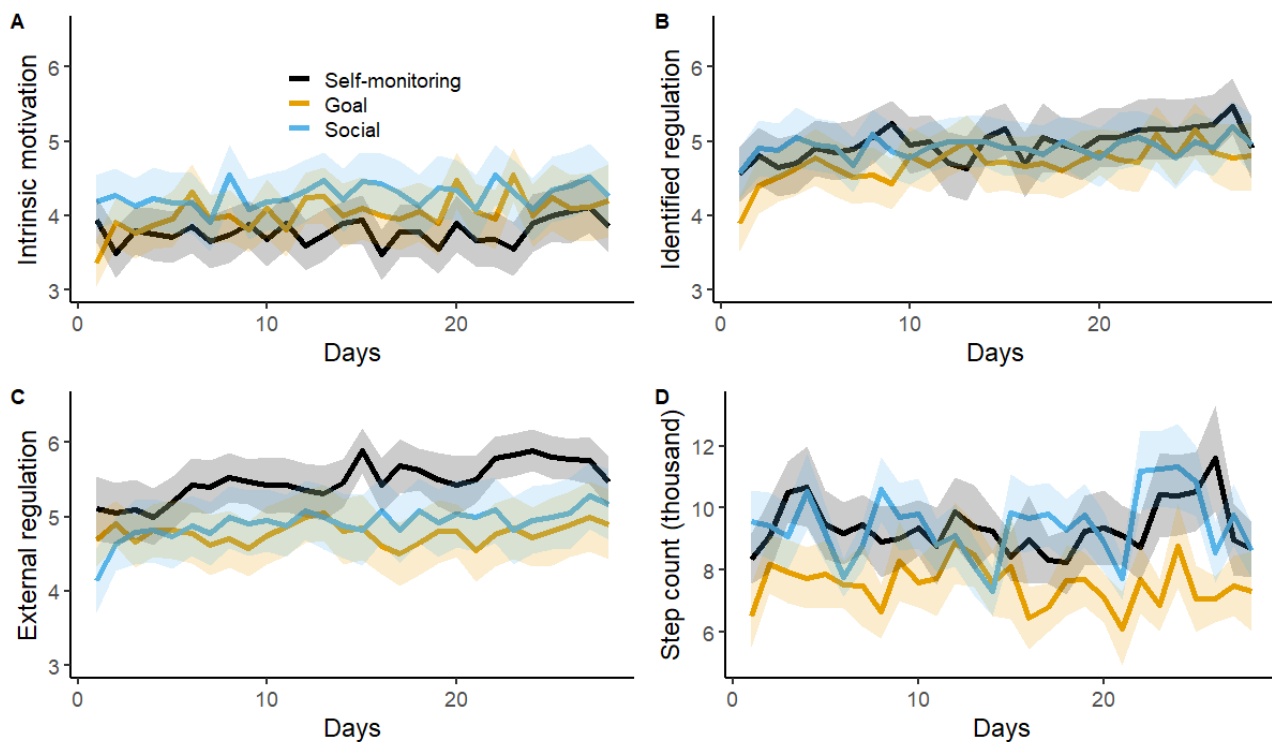 A
Intrinsic motivation
6
5
4
3
Self-monitoring
Goal
Social
0
10
20
Days
B
Identified regulation
6
5
4
3
0
10
20
Days
C
External regulation
6
5
4
3
0
10
20
Days
D
Step count (thousand)
12
10
8
6
0
10
20
Days